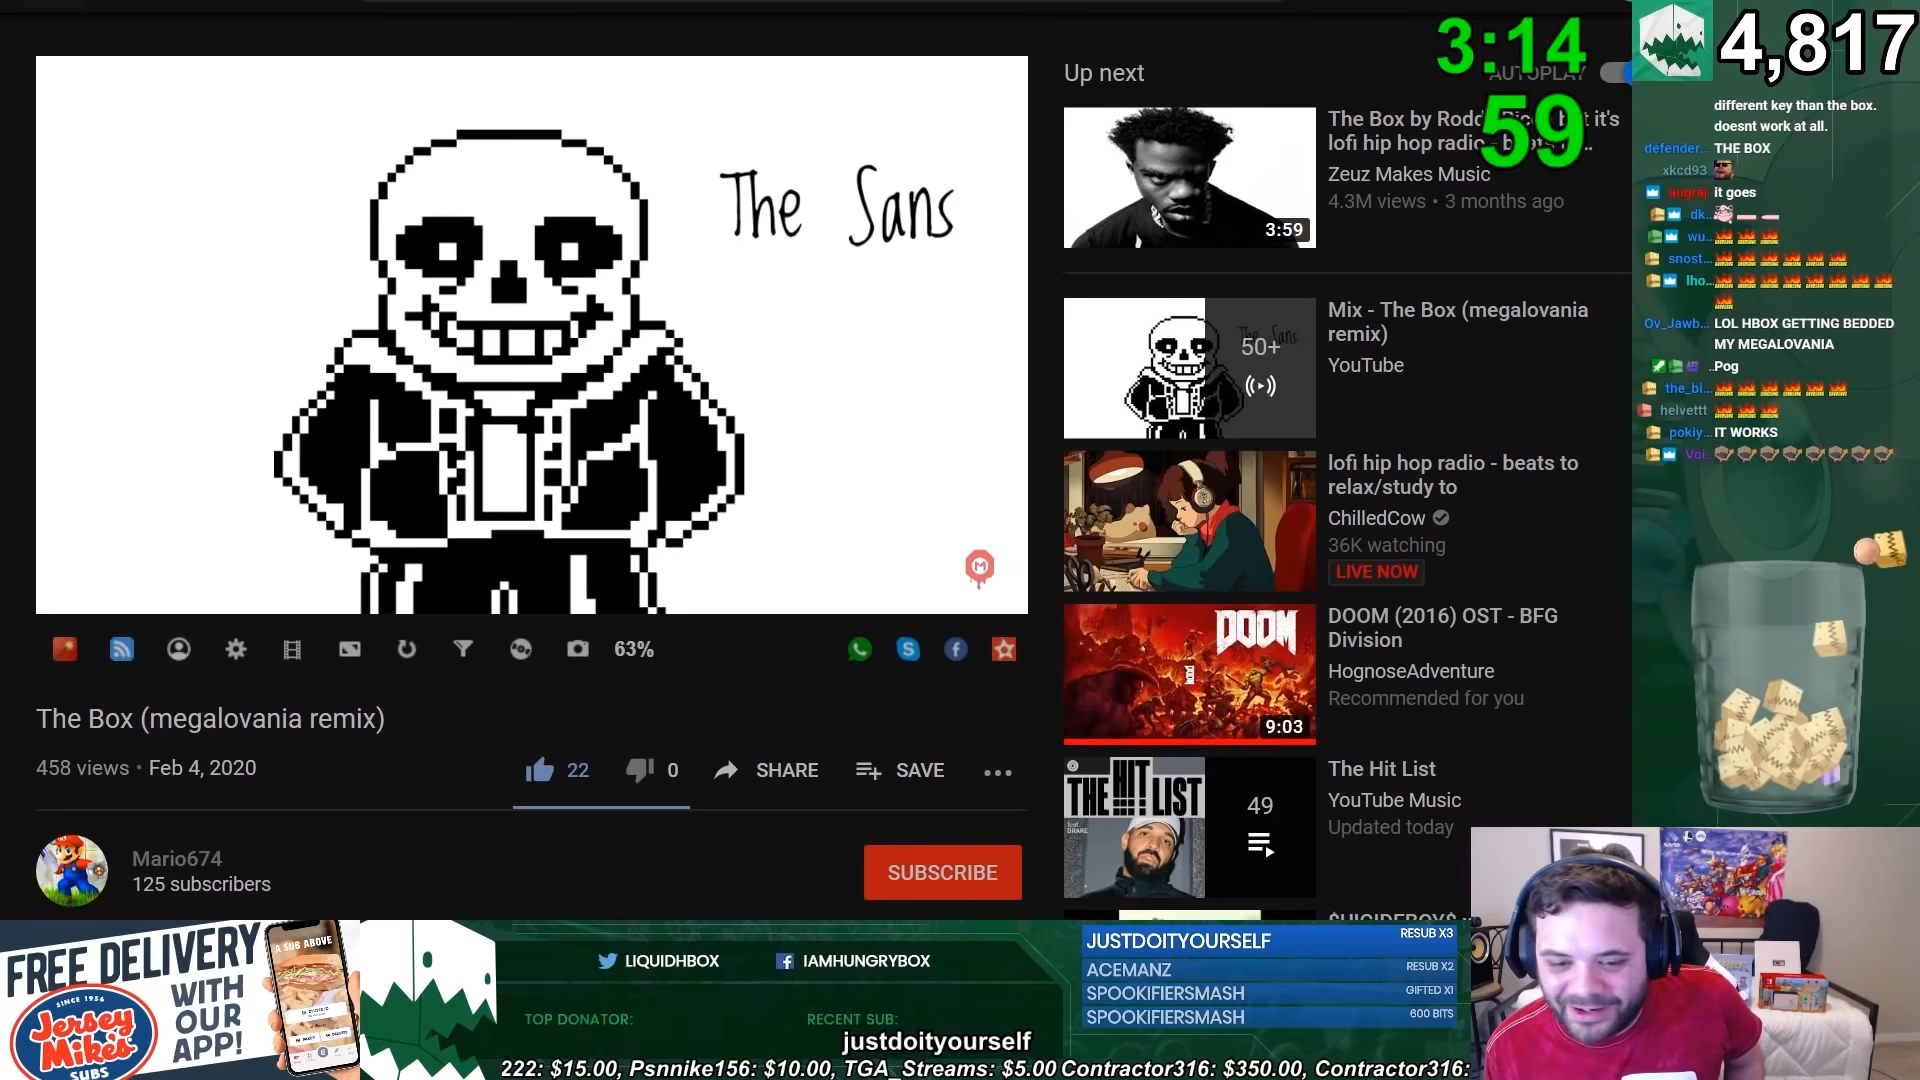 The Sans
63%
The Box (megalovania remix)
458 views • Feb 4, 2020
22
0
SHARE
SAVE
Mario674
125 subscribers
SUBSCRIBE
Up next
AUTOPLAY
3:14
59
The Box by
but it's
lofi hip hop radio
Zeuz Makes Music
4.3M views • 3 months ago
3:59
Mix - The Box (megalovania
remix)
YouTube
50+
The Sans
lofi hip hop radio - beats to
relax/study to
ChilledCow
36K watching
LIVE NOW
DOOM
DOOM (2016) OST - BFG
Division
HognoseAdventure
Recommended for you
9:03
THE HIT LIST
DRAKE
49
The Hit List
YouTube Music
Updated today
4,817
different key than the box.
doesnt work at all.
defender... THE BOX
xkcd93
augraj it goes
dk..
wu...
snost...
lho...
Ov_Jawb... LOL HBOX GETTING BEDDED
MY MEGALOVANIA
..Pog
the_bi...
helvettt
pokiy... IT WORKS
Voi..
FREE DELIVERY
WITH
OUR
APP!
A SUB ABOVE
SINCE 1956
Jersey
Mike's
SUBS
LIQUIDHBOX
IAMHUNGRYBOX
TOP DONATOR:
RECENT SUB:
justdoityourself
JUSTDOITYOURSELF RESUB X3
ACEMANZ RESUB X2
SPOOKIFIERSMASH GIFTED X1
SPOOKIFIERSMASH 600 BITS
222: $15.00, Psnnike156: $10.00, TGA_Streams: $5.00 Contractor316: $350.00, Contractor316: